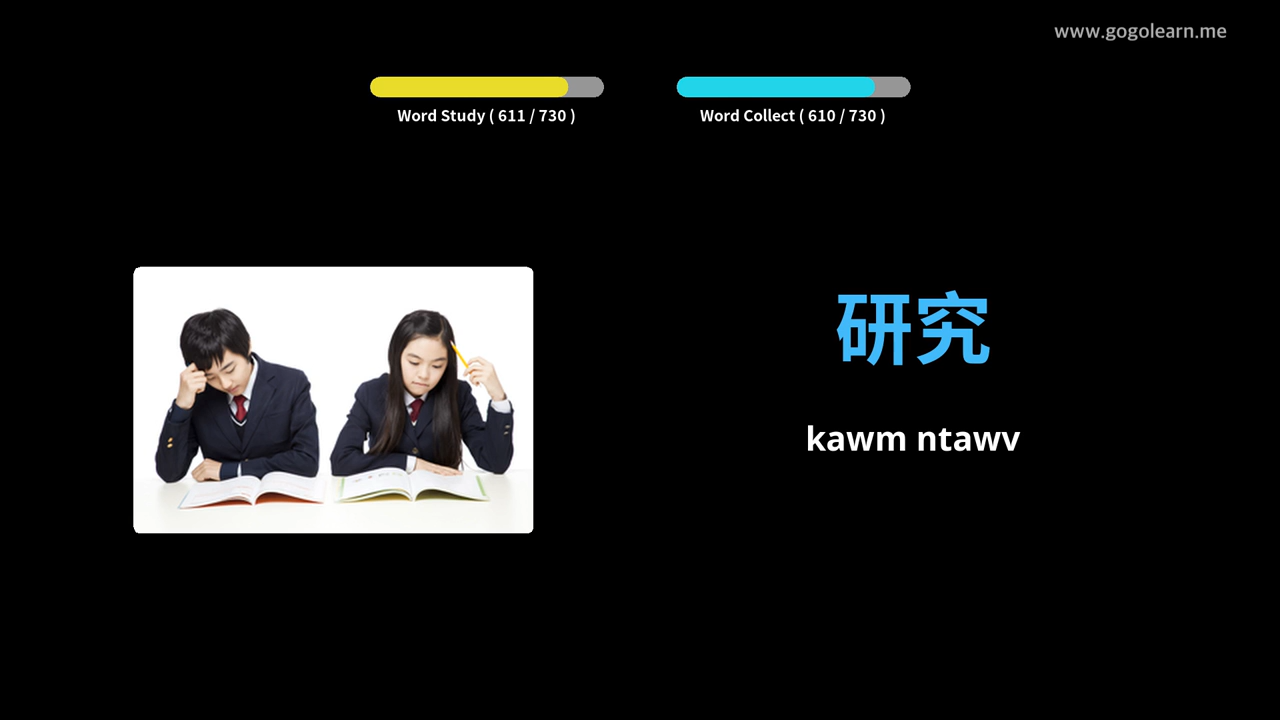 www.gogolearn.me
Word Study ( 611 / 730 )
Word Collect ( 610 / 730 )
研究
kawm ntawv